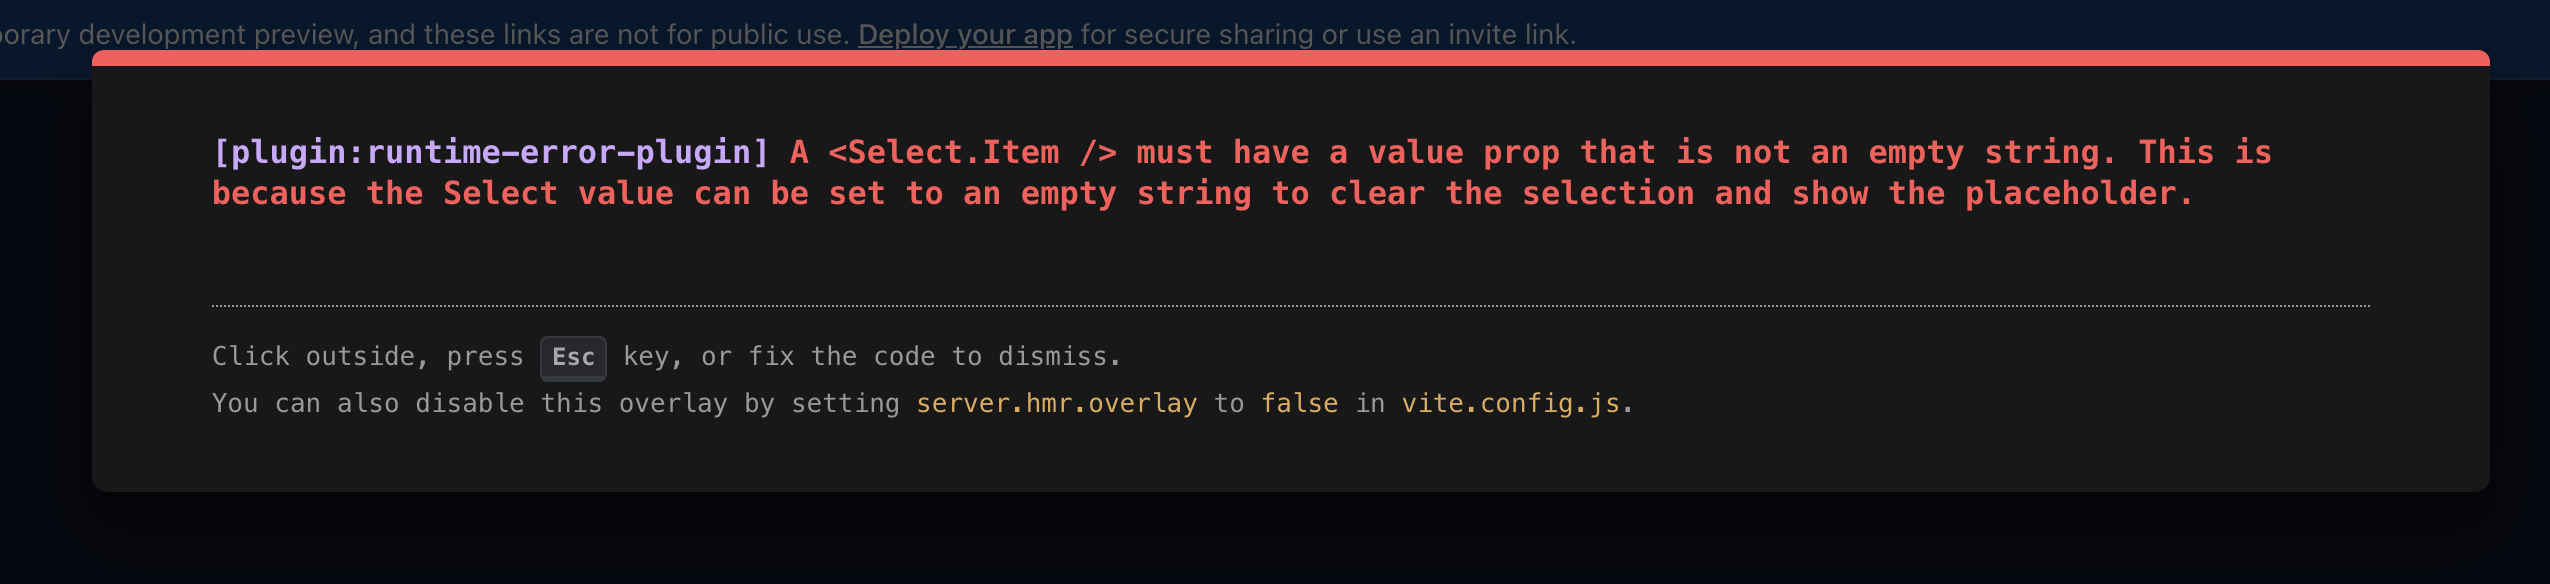 development preview, and these links are not for public use. Deploy your app for secure sharing or use an invite link.
[plugin:runtime-error-plugin] A <Select.Item /> must have a value prop that is not an empty string. This is
because the Select value can be set to an empty string to clear the selection and show the placeholder.
Click outside, press Esc key, or fix the code to dismiss.
You can also disable this overlay by setting server.hmr.overlay to false in vite.config.js.